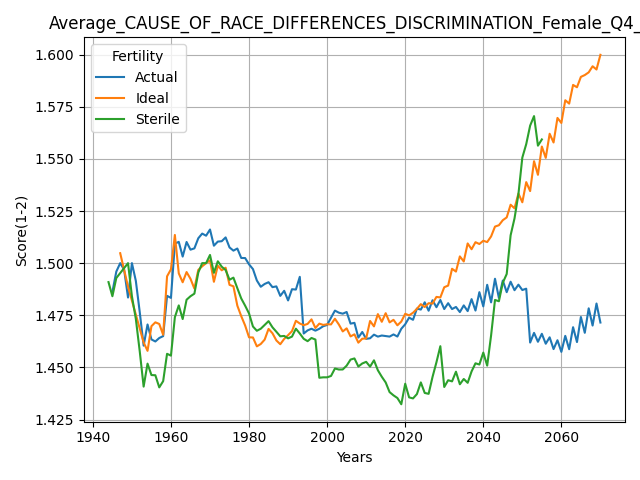 Average_CAUSE_OF_RACE_DIFFERENCES_DISCRIMINATION_Female_Q4_
Fertility
Actual
Ideal
Sterile
Score(1-2)
1.600
1.575
1.550
1.525
1.500
1.475
1.450
1.425
1940 1960 1980 2000 2020 2040 2060
Years